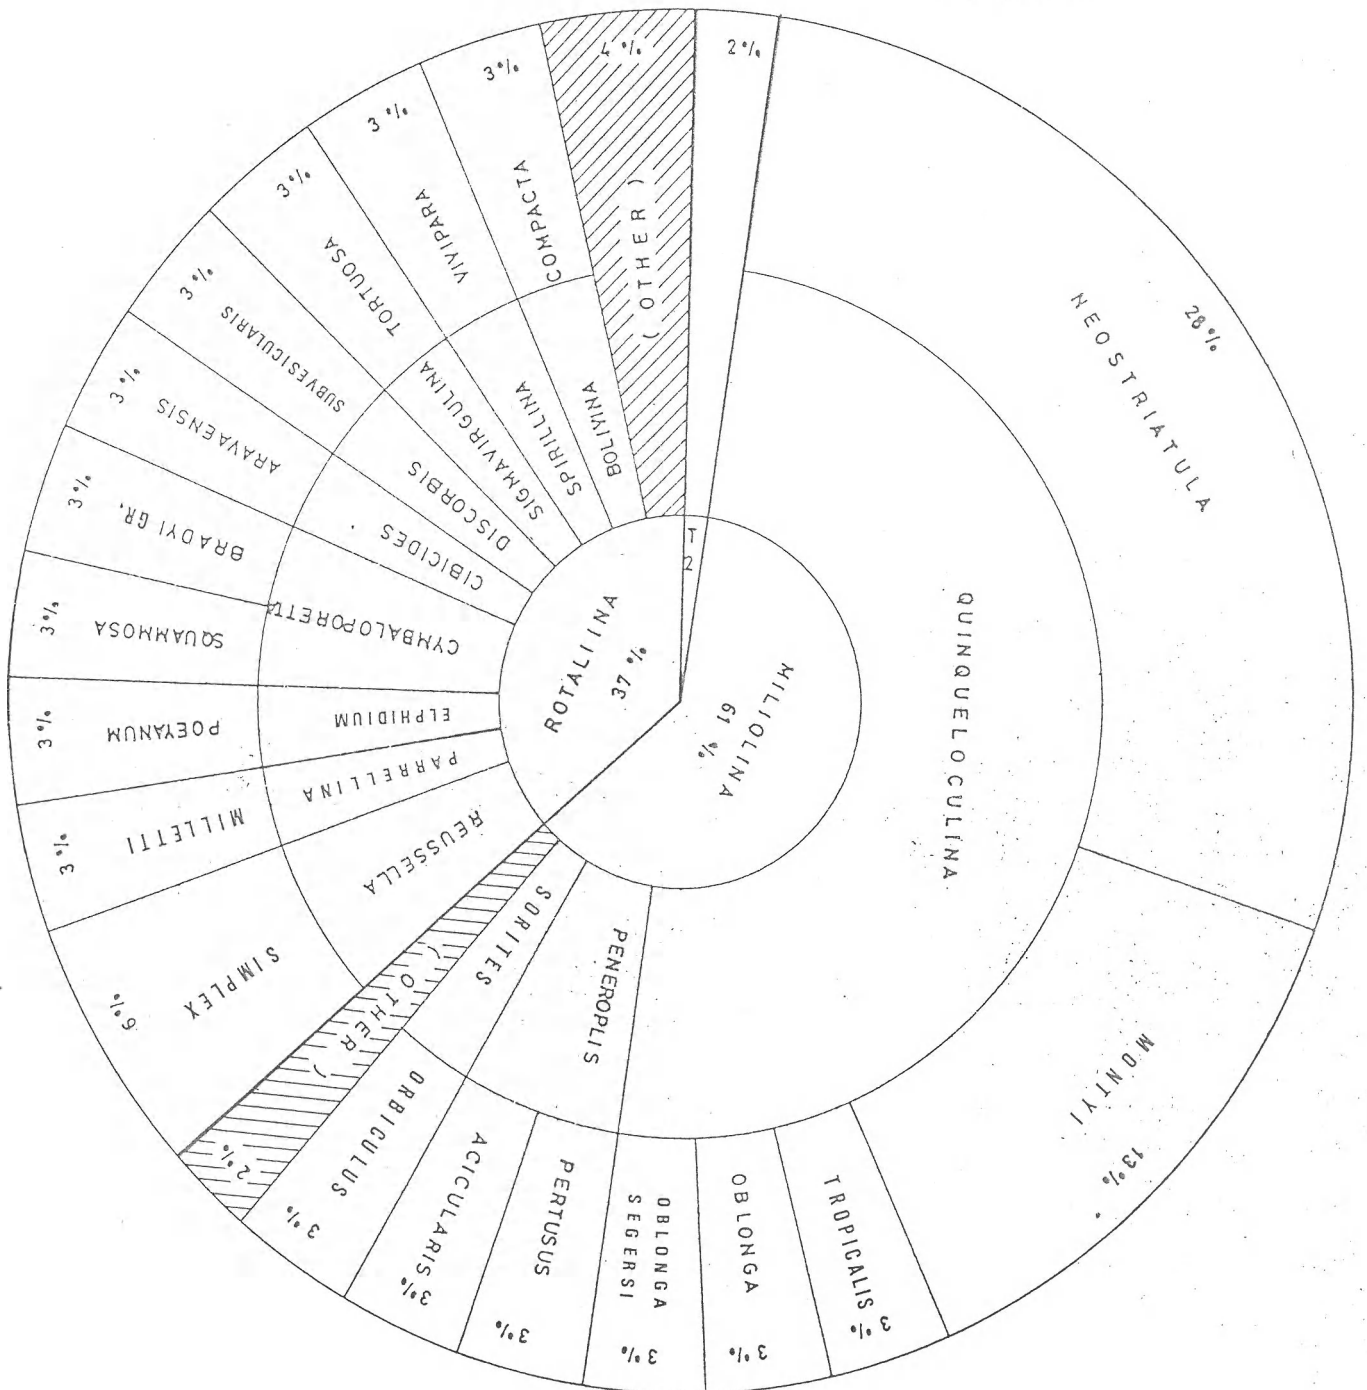 2%
28%
NEOSTRIATULA
MONTYI
13%
TROPICALIS
3%
OBLONGA
3%
OBLONGA
SEGERSI
3%
PERTUSUS
3%
ACICULARIS
3%
ORBICULUS
3%
2%
(OTHER)
SIMPLEX
6%
MILLETTI
3%
POEYANUM
3%
SQUAMMOSA
3%
BRADYI GR.
3%
ARAVAENSIS
3%
SUBVESICULARIS
3%
TORTUOSA
3%
VIVIPARA
3%
COMPACTA
3%
4%
(OTHER)
QUINQUELOCULINA
PENEROPLIS
SORITES
REUSSELLA
PARRELLINA
ELPHIDIUM
CYMBALOPORETA
CIBICIDES
DISCORBIS
SIGMAVIRGULINA
SPIRILLINA
BOLIVINA
T
2
ROTALIINA
37%
MILIOLINA
61
%